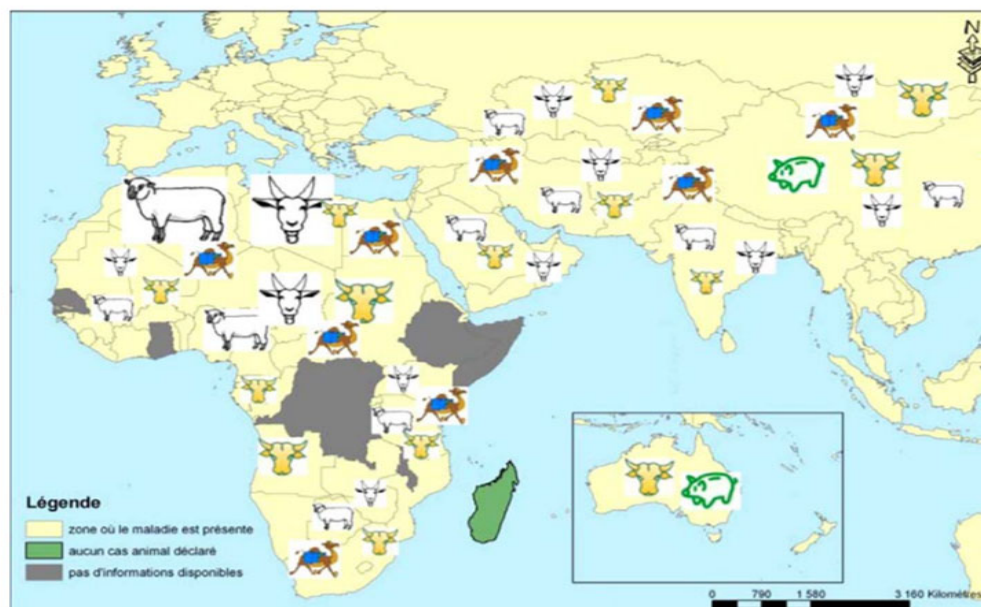 N
Légende
zone où le maladie est présente
aucun cas animal déclaré
pas d'informations disponibles
0 790 1 580 3 160 Kilomètres